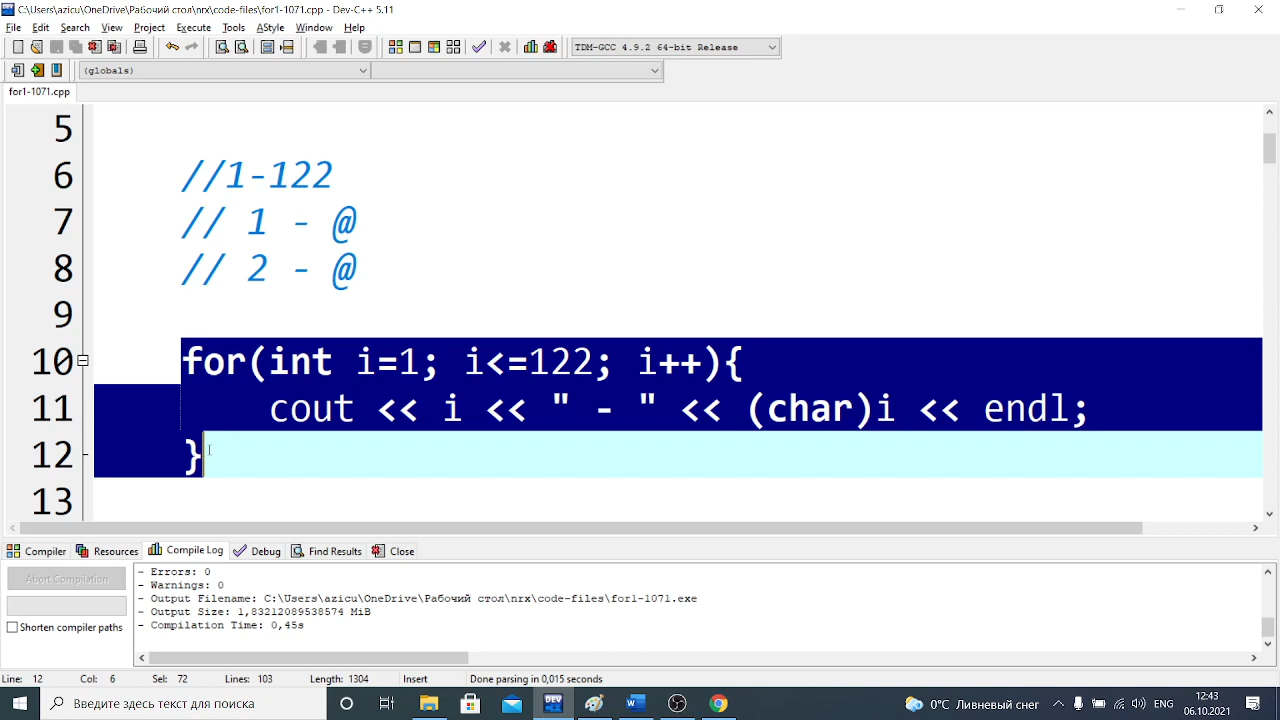 C:\Users\azicu\OneDrive\Рабочий стол\nrx\code-files\for1-1071.cpp - Dev-C++ 5.11
File Edit Search View Project Execute Tools AStyle Window Help
TDM-GCC 4.9.2 64-bit Release
(globals)
for1-1071.cpp
5
6 //1-122
7 // 1 - @
8 // 2 - @
9
10 for(int i=1; i<=122; i++){
11 cout << i << " - " << (char)i << endl;
12 }
13
Compiler Resources Compile Log Debug Find Results Close
Abort Compilation
Shorten compiler paths
- Errors: 0
- Warnings: 0
- Output Filename: C:\Users\azicu\OneDrive\Рабочий стол\nrx\code-files\for1-1071.exe
- Output Size: 1,83212089538574 MiB
- Compilation Time: 0,45s
Line: 12 Col: 6 Sel: 72 Lines: 103 Length: 1304 Insert Done parsing in 0,015 seconds
Введите здесь текст для поиска
DEV
0°C Ливневый снег
ENG
12:43
06.10.2021